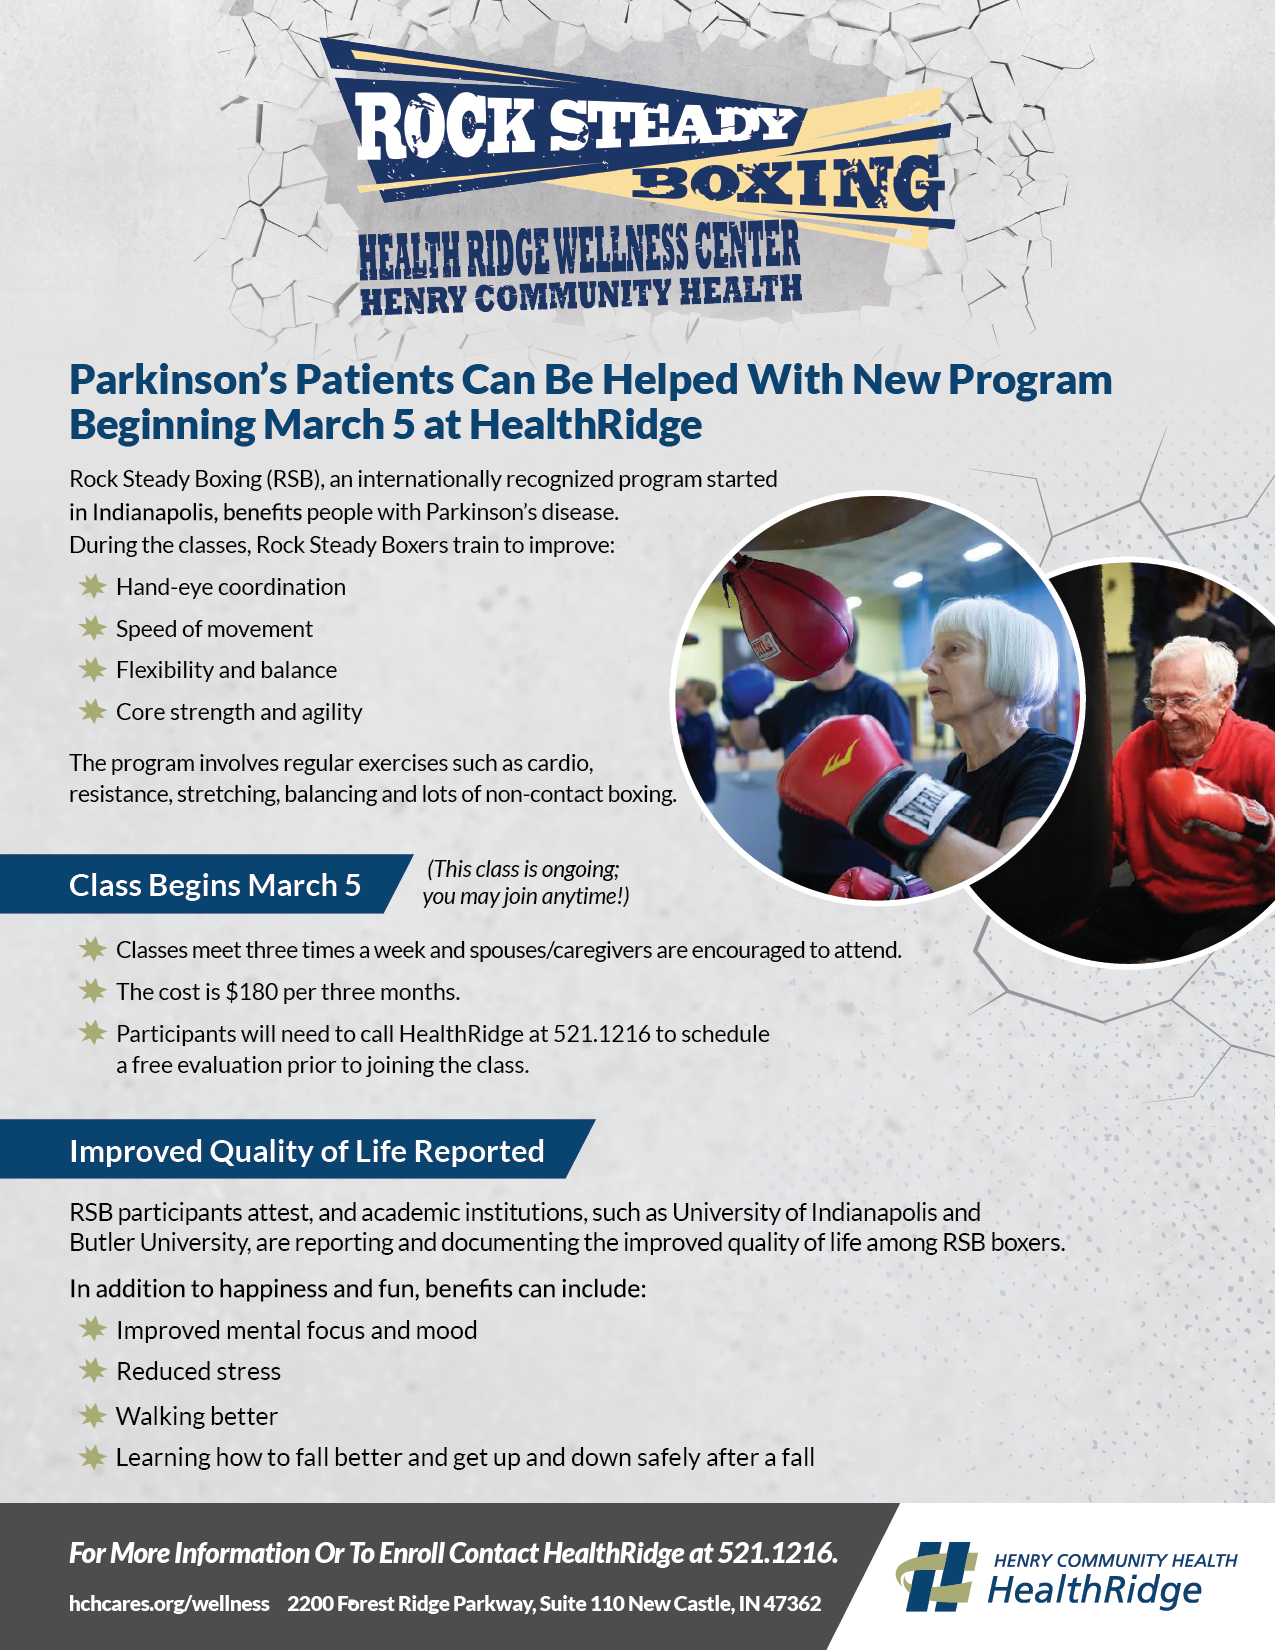 ROCK STEADY
BOXING
HEALTH RIDGE WELLNESS CENTER
HENRY COMMUNITY HEALTH
Parkinson's Patients Can Be Helped With New Program
Beginning March 5 at HealthRidge
Rock Steady Boxing (RSB), an internationally recognized program started
in Indianapolis, benefits people with Parkinson's disease.
During the classes, Rock Steady Boxers train to improve:
Hand-eye coordination
Speed of movement
Flexibility and balance
Core strength and agility
The program involves regular exercises such as cardio,
resistance, stretching, balancing and lots of non-contact boxing.
EVERLAST
Class Begins March 5
(This class is ongoing;
you may join anytime!)
Classes meet three times a week and spouses/caregivers are encouraged to attend.
The cost is $180 per three months.
Participants will need to call HealthRidge at 521.1216 to schedule
a free evaluation prior to joining the class.
Improved Quality of Life Reported
RSB participants attest, and academic institutions, such as University of Indianapolis and
Butler University, are reporting and documenting the improved quality of life among RSB boxers.
In addition to happiness and fun, benefits can include:
Improved mental focus and mood
Reduced stress
Walking better
Learning how to fall better and get up and down safely after a fall
For More Information Or To Enroll Contact HealthRidge at 521.1216.
hchcares.org/wellness 2200 Forest Ridge Parkway, Suite 110 New Castle, IN 47362
HENRY COMMUNITY HEALTH
HealthRidge